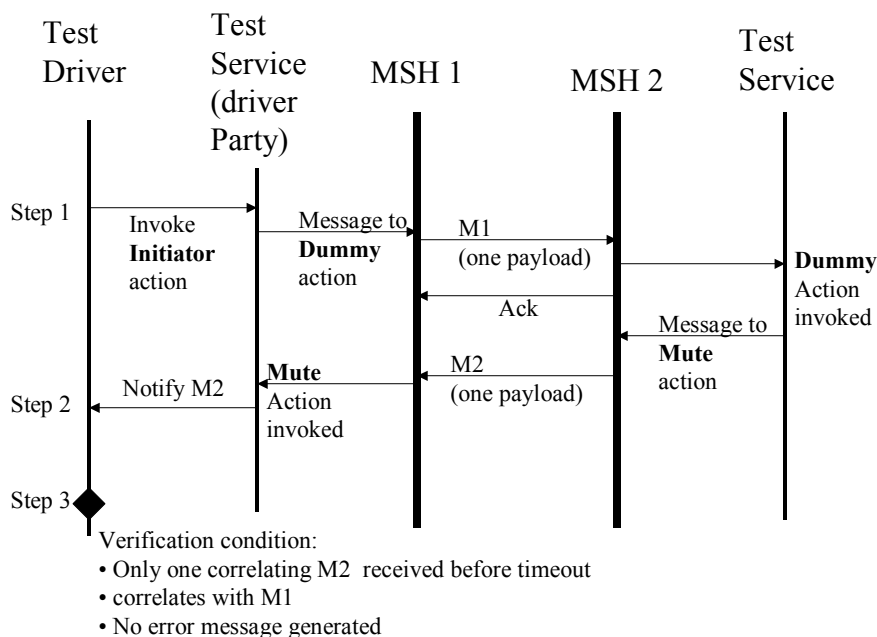 Test
Driver
Test
Service
(driver
Party)
MSH 1
MSH 2
Test
Service
Step 1
Invoke
Initiator
action
Message to
Dummy
action
M1
(one payload)
Dummy
Action
invoked
Ack
Message to
Mute
action
M2
(one payload)
Mute
Action
invoked
Notify M2
Step 2
Step 3
Verification condition:
• Only one correlating M2  received before timeout
• correlates with M1
• No error message generated